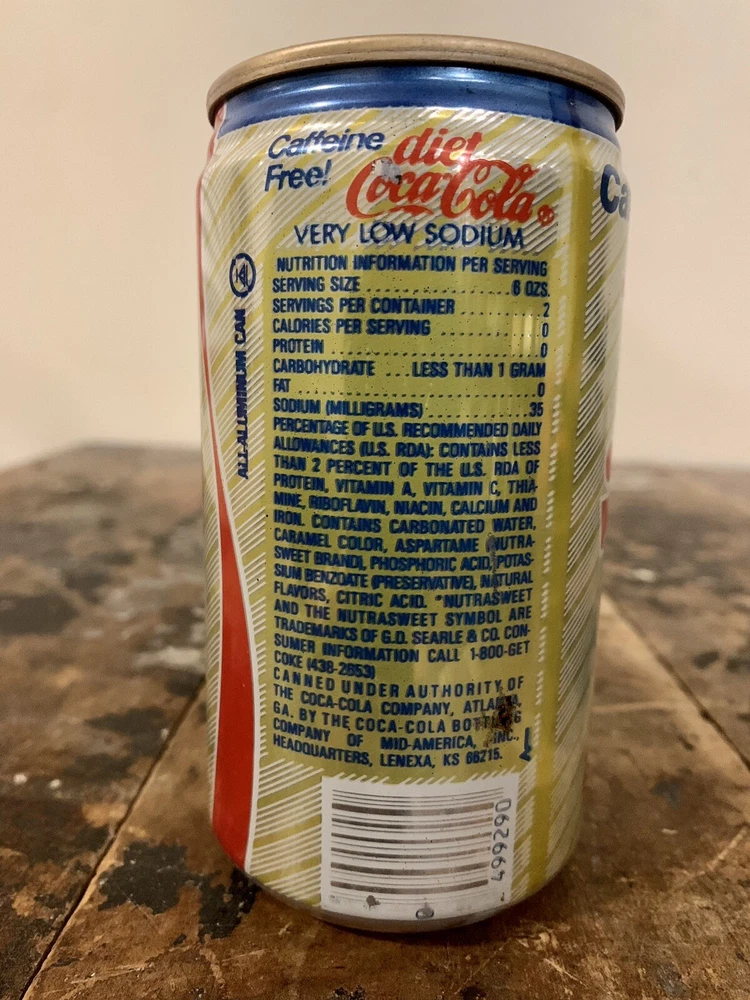 Caffeine
Free!
diet
Coca-Cola®
Ca
VERY LOW SODIUM
NUTRITION INFORMATION PER SERVING
SERVING SIZE ........................ 6 OZS.
SERVINGS PER CONTAINER ............ 2
CALORIES PER SERVING ............... 0
PROTEIN ............................. 0
CARBOHYDRATE ... LESS THAN 1 GRAM
FAT ................................. 0
SODIUM (MILLIGRAMS) ................ 35
PERCENTAGE OF U.S. RECOMMENDED DAILY
ALLOWANCES (U.S. RDA): CONTAINS LESS
THAN 2 PERCENT OF THE U.S. RDA OF
PROTEIN, VITAMIN A, VITAMIN C, THIA-
MINE, RIBOFLAVIN, NIACIN, CALCIUM AND
IRON. CONTAINS CARBONATED WATER,
CARAMEL COLOR, ASPARTAME (NUTRA-
SWEET BRAND), PHOSPHORIC ACID, POTAS-
SIUM BENZOATE (PRESERVATIVE), NATURAL
FLAVORS, CITRIC ACID. *NUTRASWEET
AND THE NUTRASWEET SYMBOL ARE
TRADEMARKS OF G.D. SEARLE & CO. CON-
SUMER INFORMATION CALL 1-800-GET
COKE (438-2653)
CANNED UNDER AUTHORITY OF
THE COCA-COLA COMPANY, ATLANTA,
GA. BY THE COCA-COLA BOTTLING
COMPANY OF MID-AMERICA, INC.,
HEADQUARTERS, LENEXA, KS 66215.
ALL-ALUMINUM CAN
499290